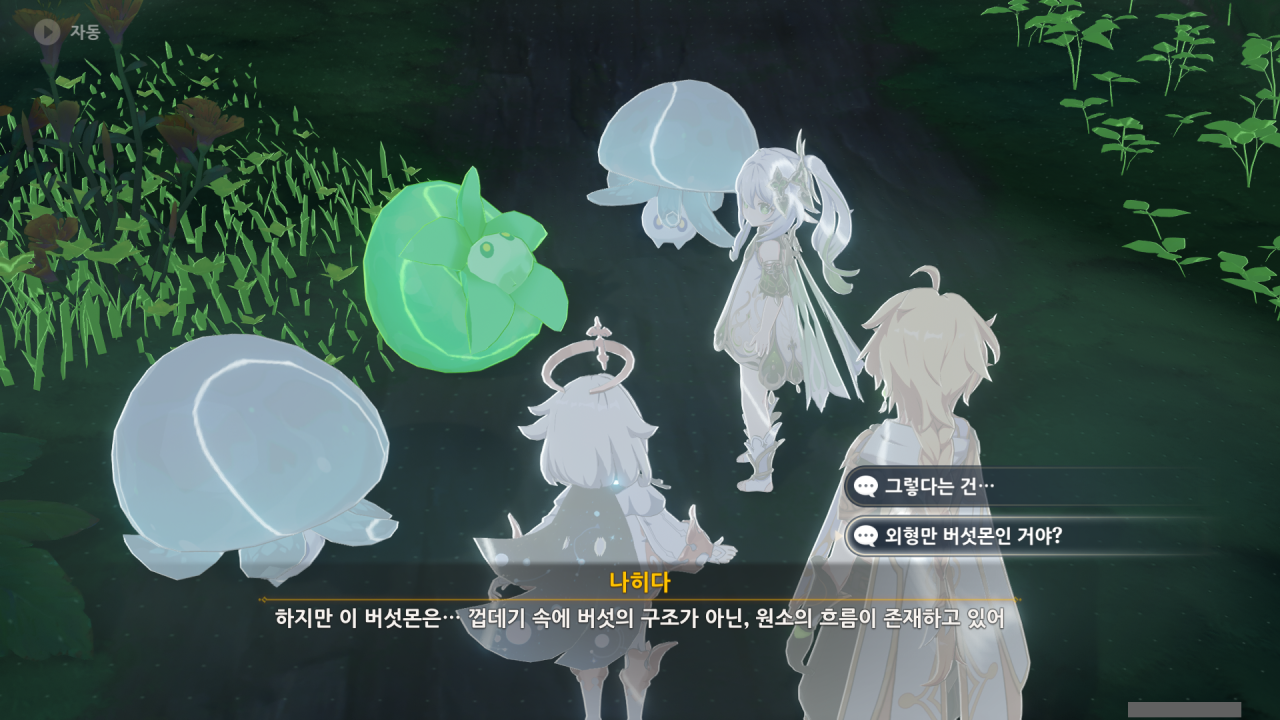 자동
그렇다는 건…
외형만 버섯몬인 거야?
나히다
하지만 이 버섯몬은… 껍데기 속에 버섯의 구조가 아닌, 원소의 흐름이 존재하고 있어